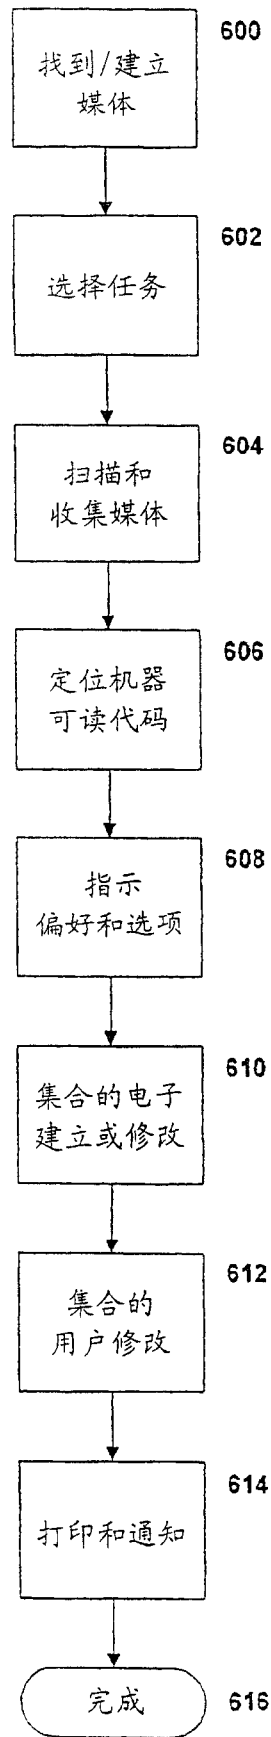 600
找到/建立
媒体
602
选择任务
604
扫描和
收集媒体
606
定位机器
可读代码
608
指示
偏好和选项
610
集合的电子
建立或修改
612
集合的
用户修改
614
打印和通知
完成
616